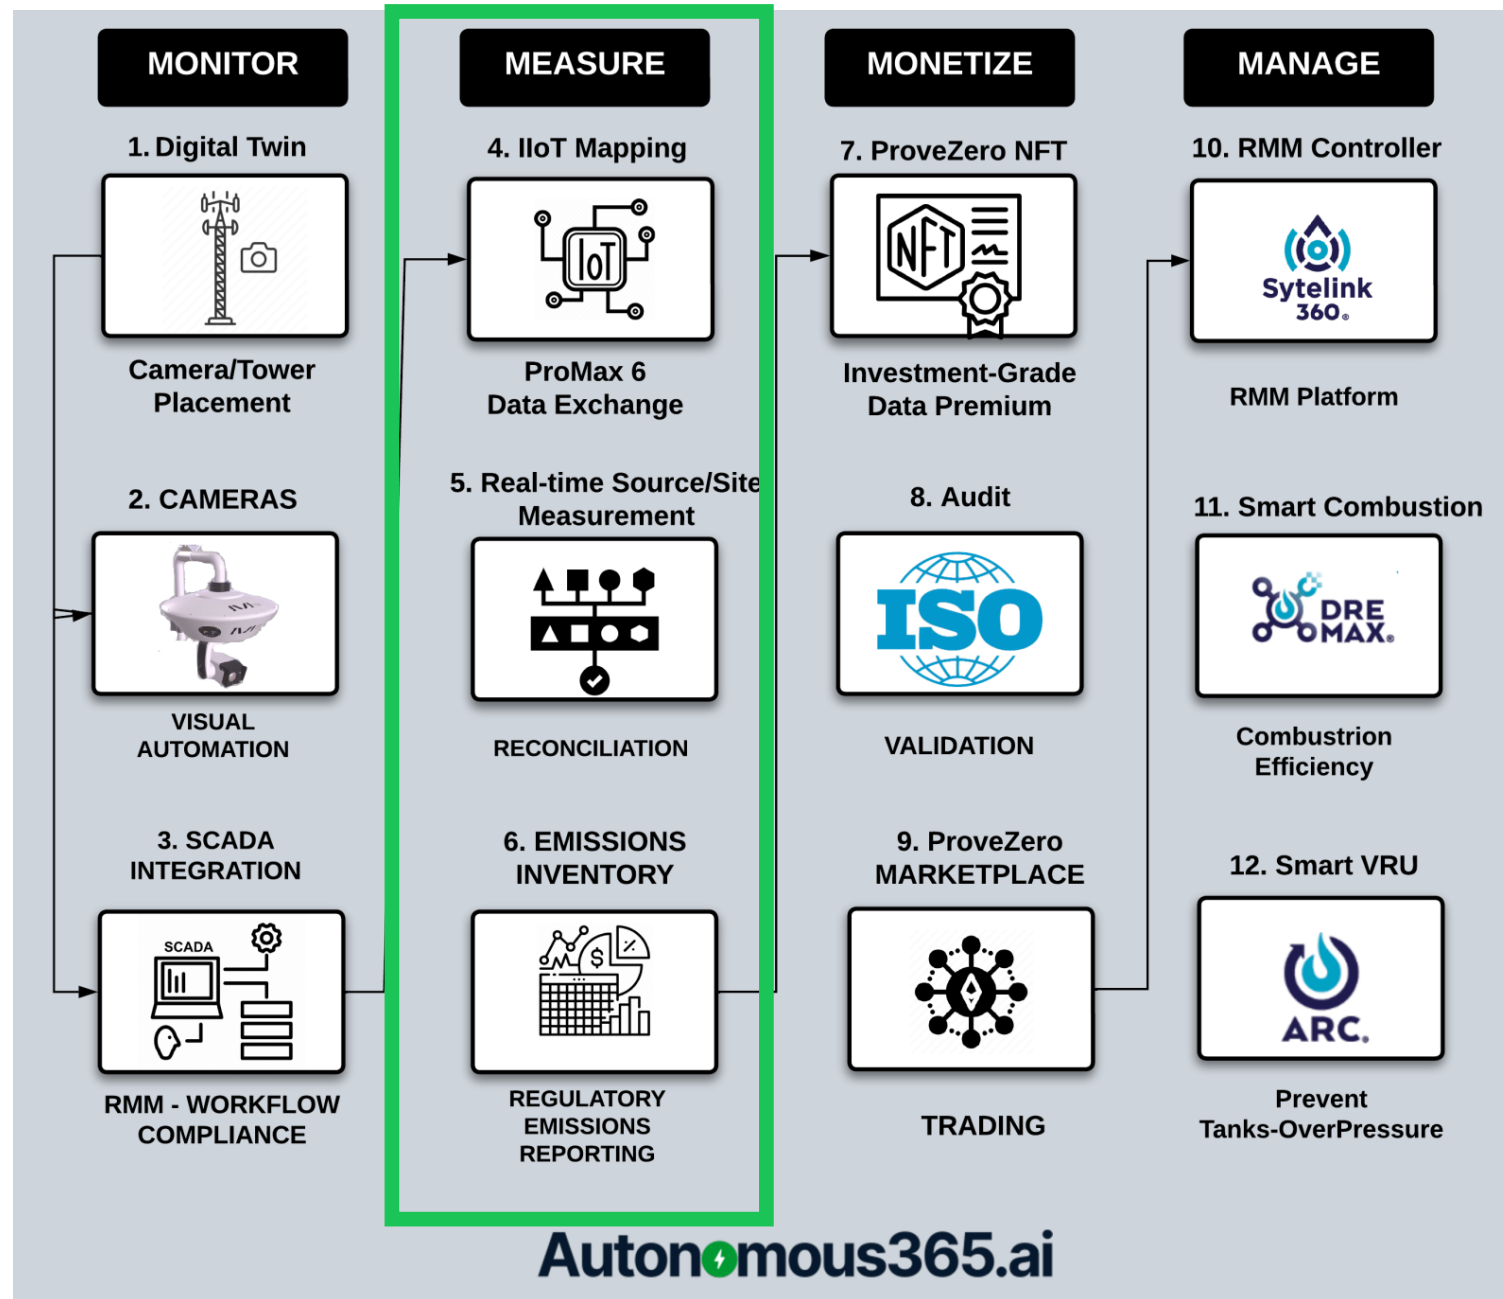 MONITOR
1. Digital Twin
Camera/Tower
Placement
2. CAMERAS
VISUAL
AUTOMATION
3. SCADA
INTEGRATION
SCADA
RMM - WORKFLOW
COMPLIANCE
MEASURE
4. IIoT Mapping
IoT
ProMax 6
Data Exchange
5. Real-time Source/Site
Measurement
RECONCILIATION
6. EMISSIONS
INVENTORY
$
%
REGULATORY
EMISSIONS
REPORTING
MONETIZE
7. ProveZero NFT
NFT
Investment-Grade
Data Premium
8. Audit
ISO
VALIDATION
9. ProveZero
MARKETPLACE
TRADING
MANAGE
10. RMM Controller
Sytelink
360®
RMM Platform
11. Smart Combustion
DRE
MAX®
Combustrion
Efficiency
12. Smart VRU
ARC®
Prevent
Tanks-OverPressure
Autonomous365.ai